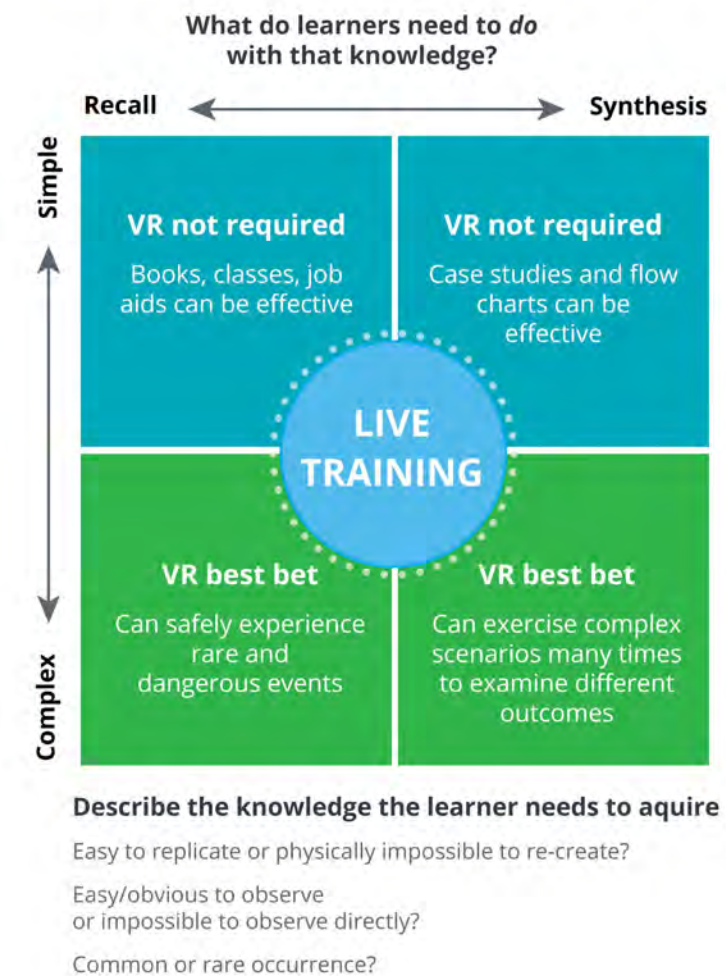 What do learners need to do
with that knowledge?
Recall
Synthesis
Simple
VR not required
Books, classes, job
aids can be effective
VR not required
Case studies and flow
charts can be
effective
LIVE
TRAINING
VR best bet
Can safely experience
rare and
dangerous events
VR best bet
Can exercise complex
scenarios many times
to examine different
outcomes
Complex
Describe the knowledge the learner needs to aquire
Easy to replicate or physically impossible to re-create?
Easy/obvious to observe
or impossible to observe directly?
Common or rare occurrence?